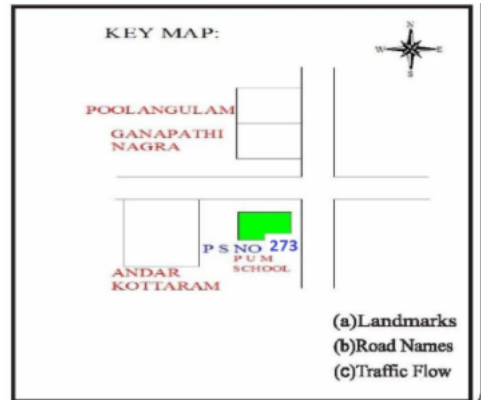 KEY MAP:
N
W E
S
POOLANGULAM
GANAPATHI
NAGRA
P S NO 273
P U M
SCHOOL
ANDAR
KOTTARAM
(a)Landmarks
(b)Road Names
(c)Traffic Flow